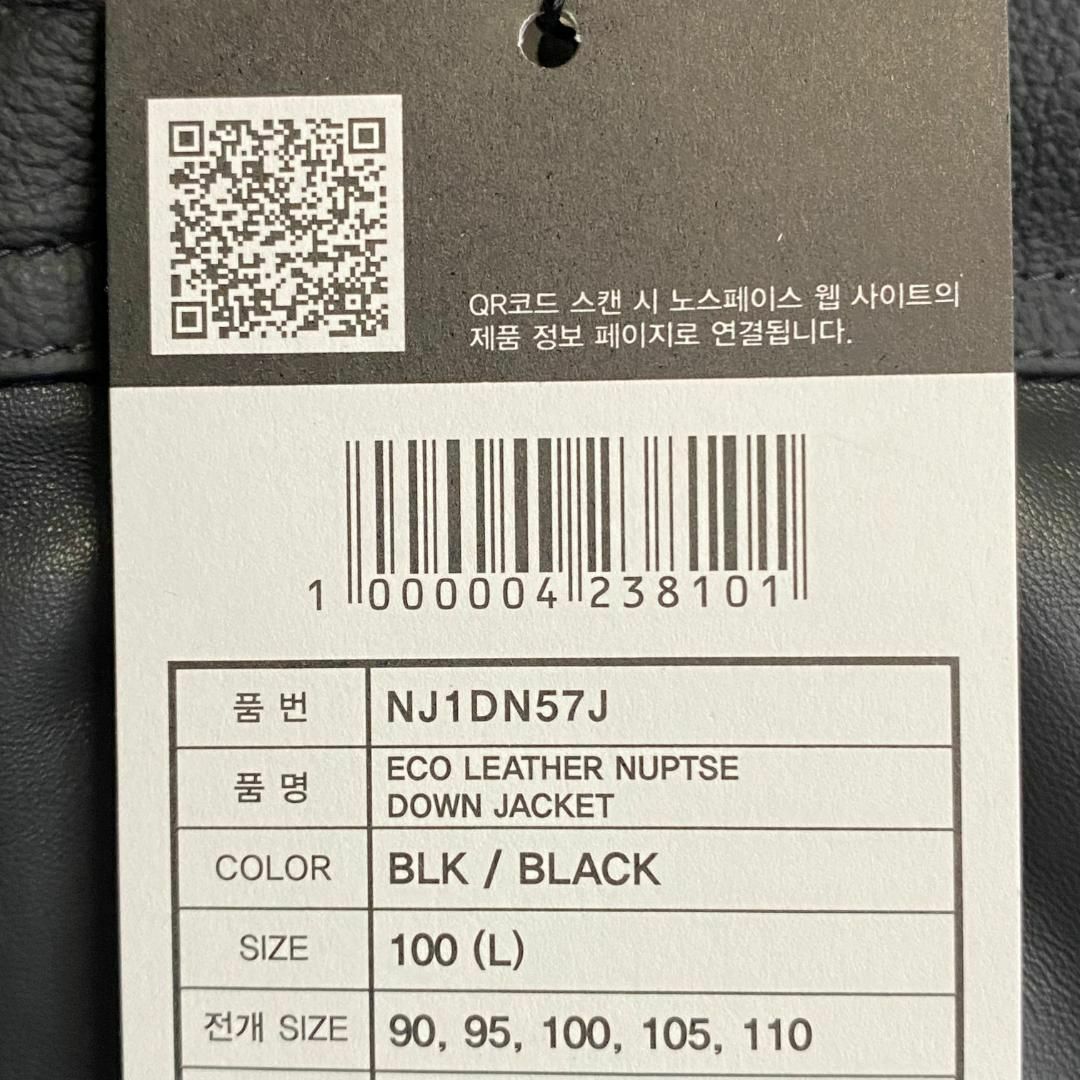 QR코드 스캔 시 노스페이스 웹 사이트의
제품 정보 페이지로 연결됩니다.
1 000004 238101
품 번 NJ1DN57J
품 명 ECO LEATHER NUPTSE
DOWN JACKET
COLOR BLK / BLACK
SIZE 100 (L)
전개 SIZE 90, 95, 100, 105, 110